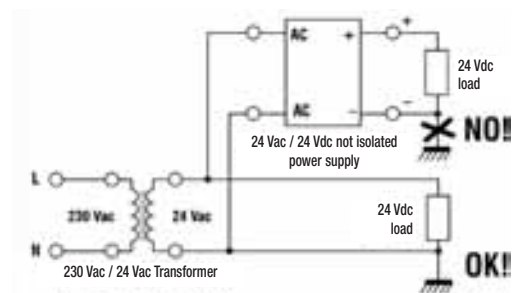 AC + +
24 Vdc
load
AC - -
24 Vac / 24 Vdc not isolated
power supply
NO!!
L
230 Vac
24 Vac
24 Vdc
load
N
230 Vac / 24 Vac Transformer
OK!!